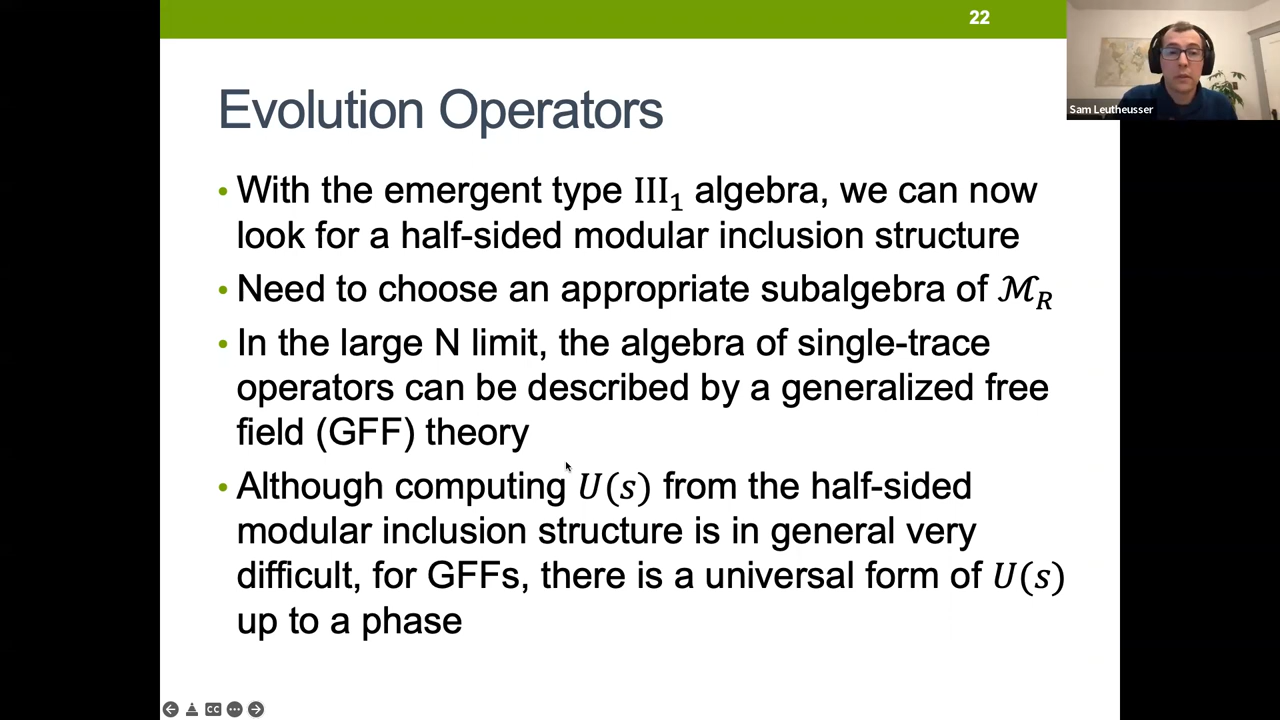 22
Sam Leutheusser
Evolution Operators
• With the emergent type III₁ algebra, we can now
look for a half-sided modular inclusion structure
• Need to choose an appropriate subalgebra of ℳ_R
• In the large N limit, the algebra of single-trace
operators can be described by a generalized free
field (GFF) theory
• Although computing U(s) from the half-sided
modular inclusion structure is in general very
difficult, for GFFs, there is a universal form of U(s)
up to a phase
CC